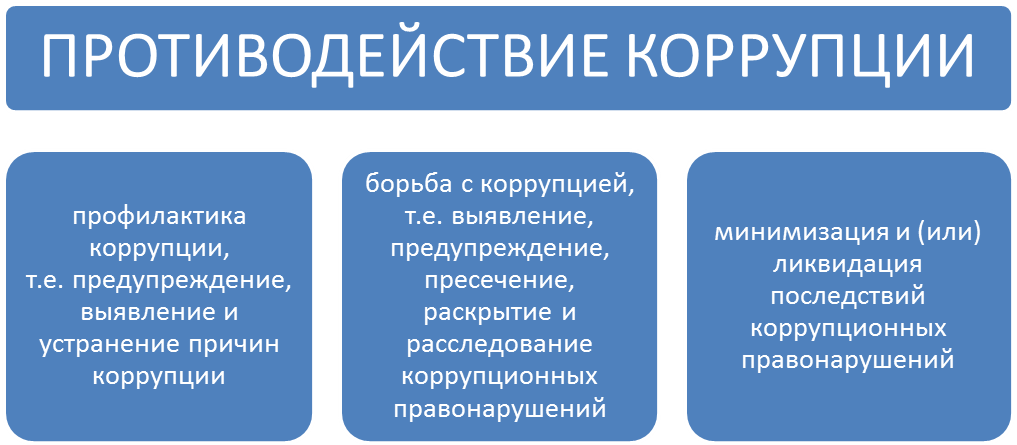 ПРОТИВОДЕЙСТВИЕ КОРРУПЦИИ
профилактика
коррупции,
т.е. предупреждение,
выявление и
устранение причин
коррупции
борьба с коррупцией,
т.е. выявление,
предупреждение,
пресечение,
раскрытие и
расследование
коррупционных
правонарушений
минимизация и (или)
ликвидация
последствий
коррупционных
правонарушений